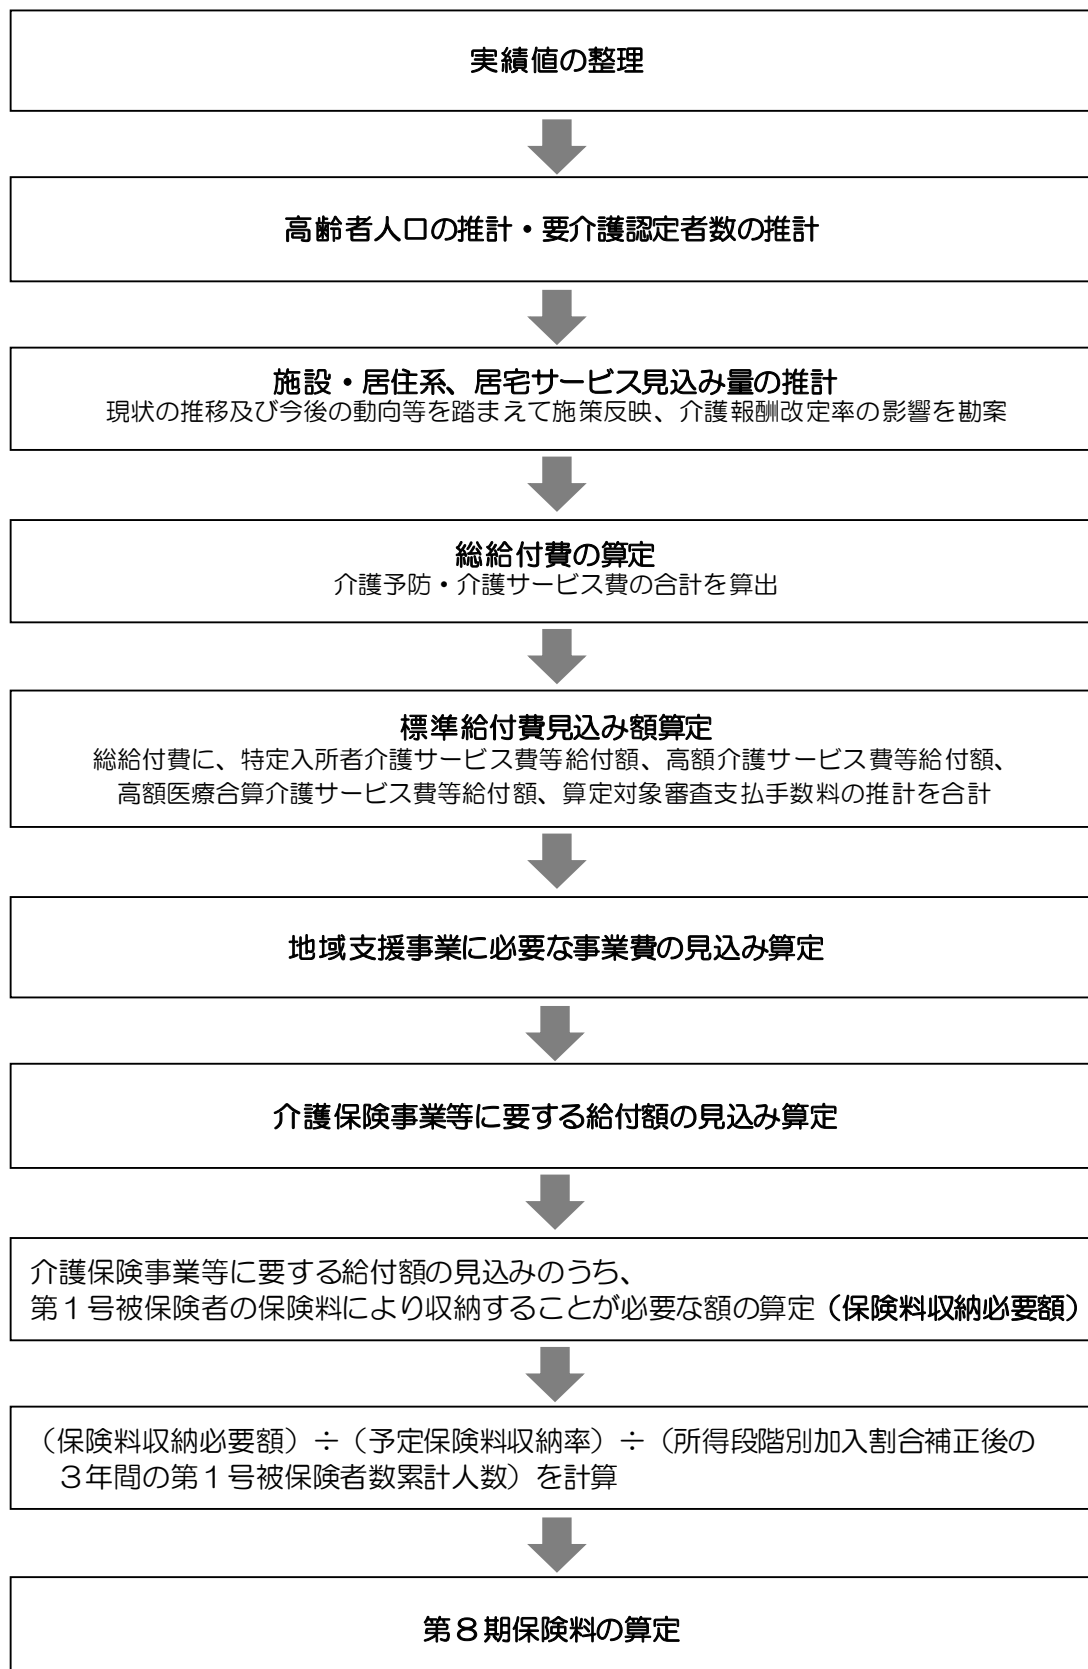 実績値の整理
高齢者人口の推計・要介護認定者数の推計
施設・居住系、居宅サービス見込み量の推計
現状の推移及び今後の動向等を踏まえて施策反映、介護報酬改定率の影響を勘案
総給付費の算定
介護予防・介護サービス費の合計を算出
標準給付費見込み額算定
総給付費に、特定入所者介護サービス費等給付額、高額介護サービス費等給付額、
高額医療合算介護サービス費等給付額、算定対象審査支払手数料の推計を合計
地域支援事業に必要な事業費の見込み算定
介護保険事業等に要する給付額の見込み算定
介護保険事業等に要する給付額の見込みのうち、
第１号被保険者の保険料により収納することが必要な額の算定（保険料収納必要額）
（保険料収納必要額）÷（予定保険料収納率）÷（所得段階別加入割合補正後の
３年間の第１号被保険者数累計人数）を計算
第８期保険料の算定